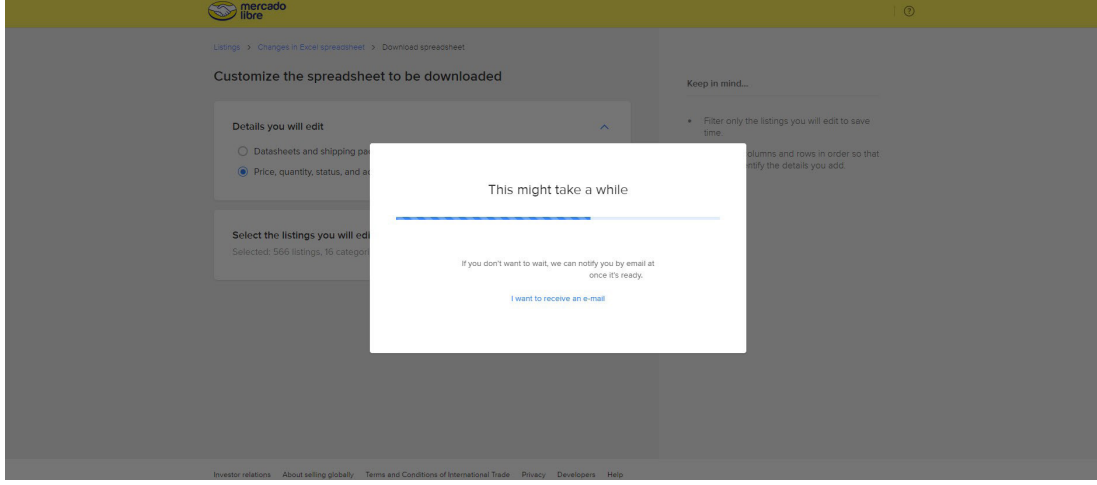 mercado
libre
Listings > Changes in Excel spreadsheet > Download spreadsheet
Customize the spreadsheet to be downloaded
Details you will edit
Datasheets and shipping pa
Price, quantity, status, and a
Select the listings you will edi
Selected: 566 listings, 16 categori
This might take a while
If you don't want to wait, we can notify you by email at
once it's ready.
I want to receive an e-mail
Keep in mind...
• Filter only the listings you will edit to save
time.
olumns and rows in order so that
ntify the details you add.
Investor relations About selling globally Terms and Conditions of International Trade Privacy Developers Help